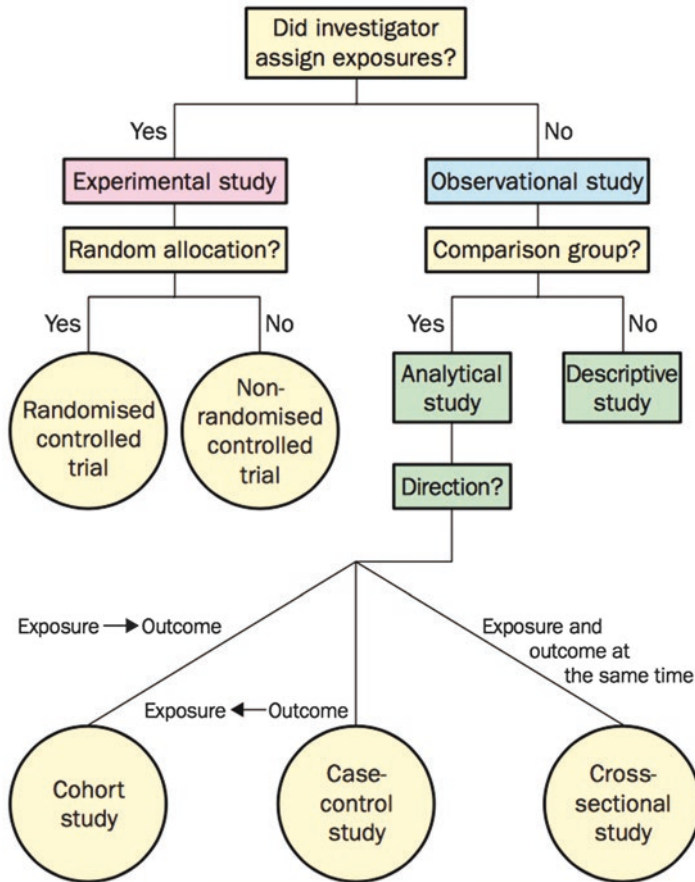 Did investigator
assign exposures?
Yes
No
Experimental study
Observational study
Random allocation?
Comparison group?
Yes
No
Yes
No
Randomised
controlled
trial
Non-
randomised
controlled
trial
Analytical
study
Descriptive
study
Direction?
Exposure → Outcome
Exposure and
outcome at
the same time
Exposure ← Outcome
Cohort
study
Case-
control
study
Cross-
sectional
study